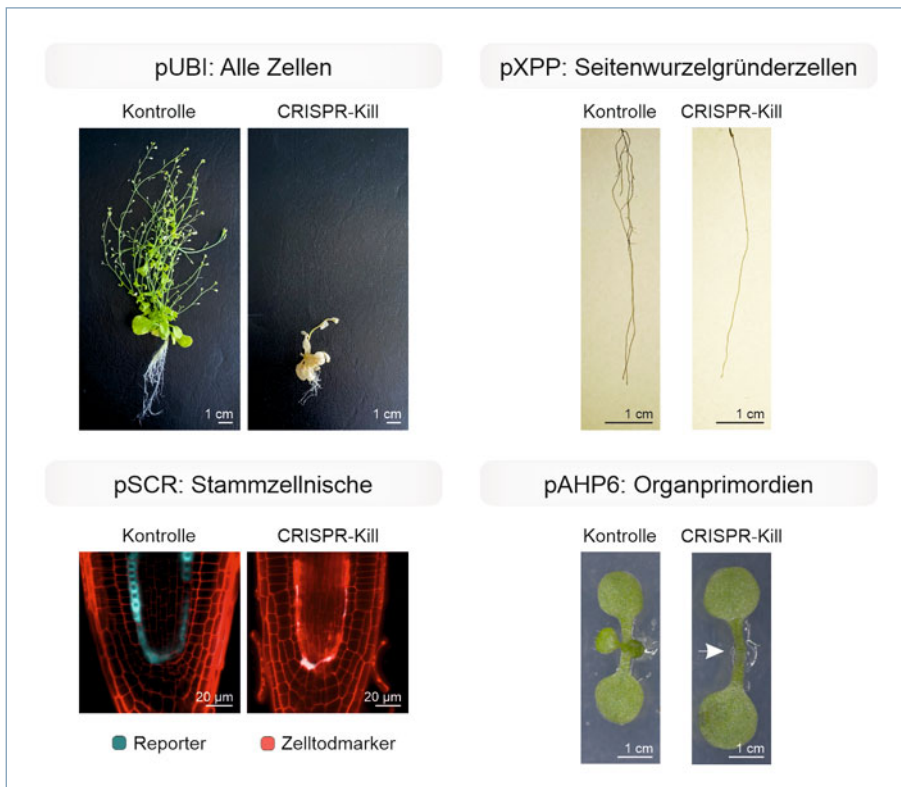 pUBI: Alle Zellen
Kontrolle
CRISPR-Kill
1 cm
1 cm
pXPP: Seitenwurzelgründerzellen
Kontrolle
CRISPR-Kill
1 cm
1 cm
pSCR: Stammzellnische
Kontrolle
CRISPR-Kill
20 µm
20 µm
Reporter
Zelltodmarker
pAHP6: Organprimordien
Kontrolle
CRISPR-Kill
1 cm
1 cm